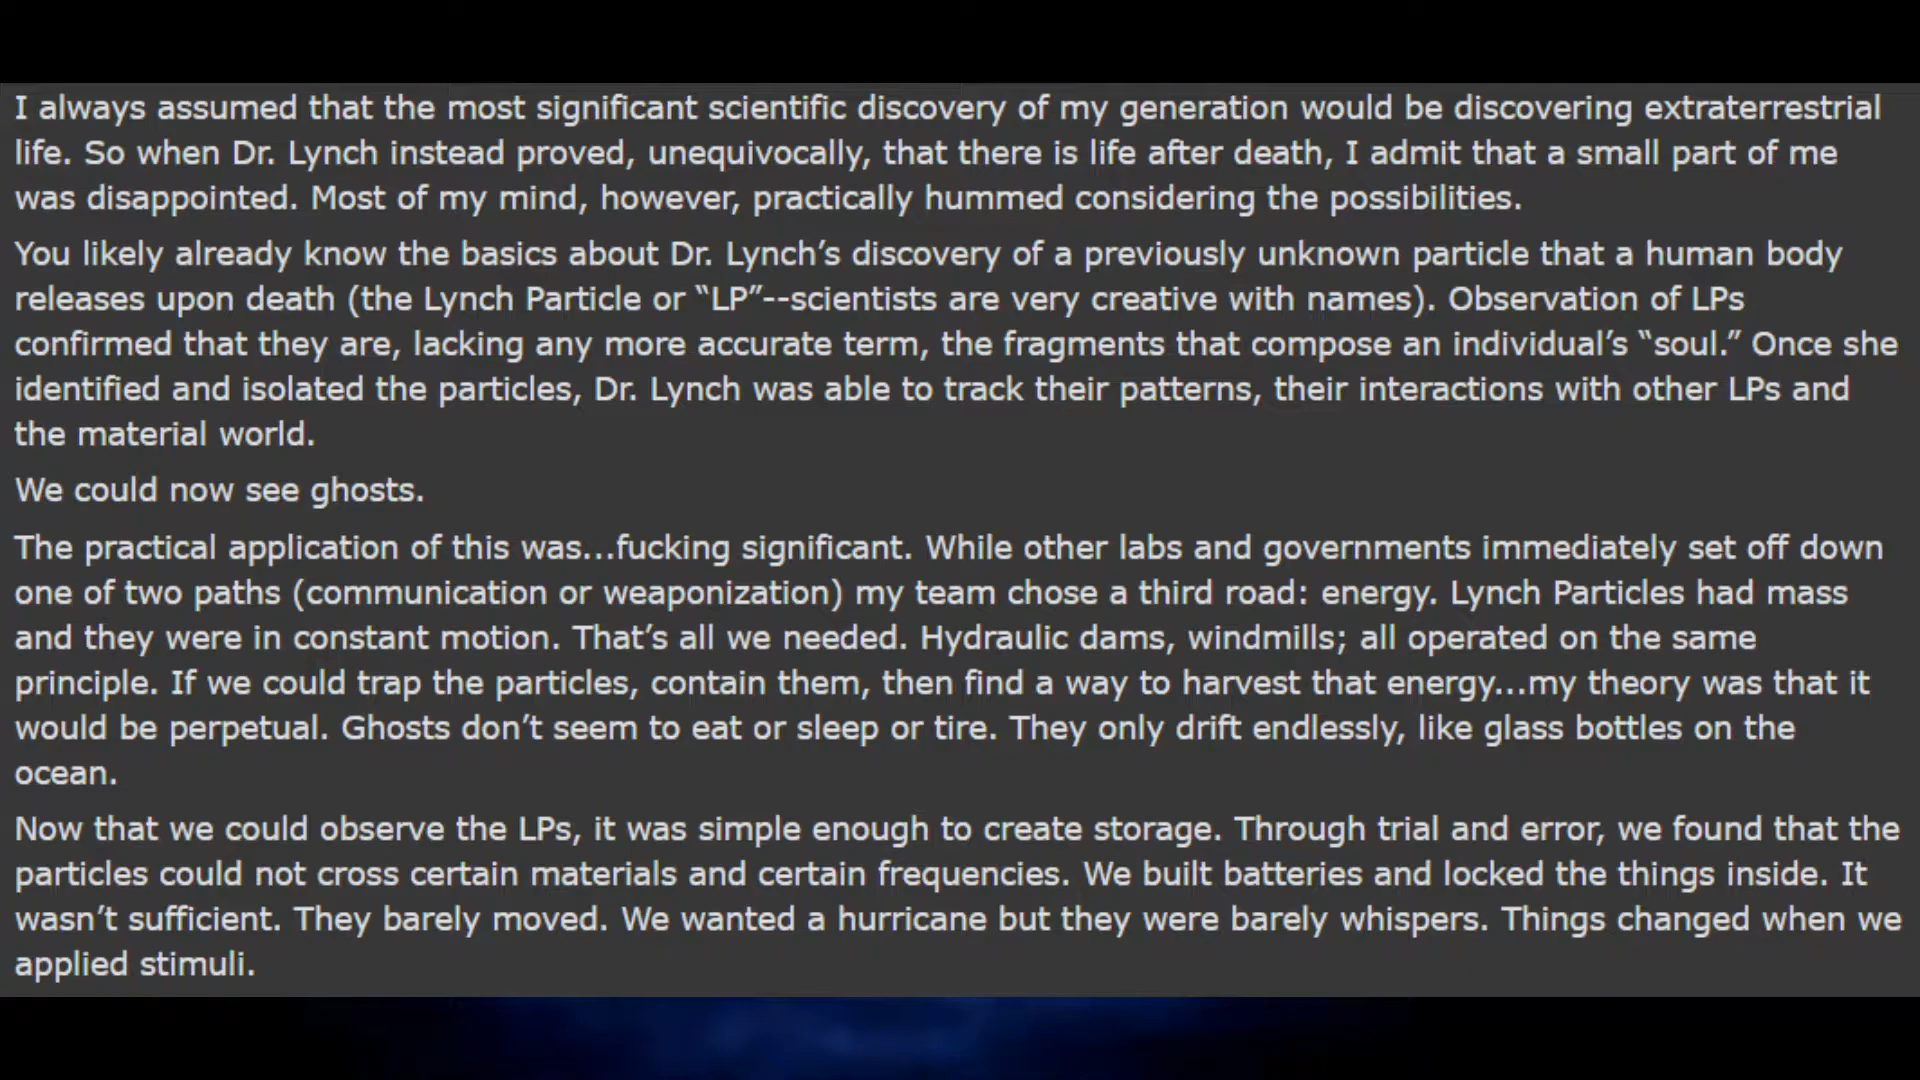 I always assumed that the most significant scientific discovery of my generation would be discovering extraterrestrial
life. So when Dr. Lynch instead proved, unequivocally, that there is life after death, I admit that a small part of me
was disappointed. Most of my mind, however, practically hummed considering the possibilities.
You likely already know the basics about Dr. Lynch’s discovery of a previously unknown particle that a human body
releases upon death (the Lynch Particle or “LP”--scientists are very creative with names). Observation of LPs
confirmed that they are, lacking any more accurate term, the fragments that compose an individual’s “soul.” Once she
identified and isolated the particles, Dr. Lynch was able to track their patterns, their interactions with other LPs and
the material world.
We could now see ghosts.
The practical application of this was...fucking significant. While other labs and governments immediately set off down
one of two paths (communication or weaponization) my team chose a third road: energy. Lynch Particles had mass
and they were in constant motion. That’s all we needed. Hydraulic dams, windmills; all operated on the same
principle. If we could trap the particles, contain them, then find a way to harvest that energy...my theory was that it
would be perpetual. Ghosts don’t seem to eat or sleep or tire. They only drift endlessly, like glass bottles on the
ocean.
Now that we could observe the LPs, it was simple enough to create storage. Through trial and error, we found that the
particles could not cross certain materials and certain frequencies. We built batteries and locked the things inside. It
wasn’t sufficient. They barely moved. We wanted a hurricane but they were barely whispers. Things changed when we
applied stimuli.